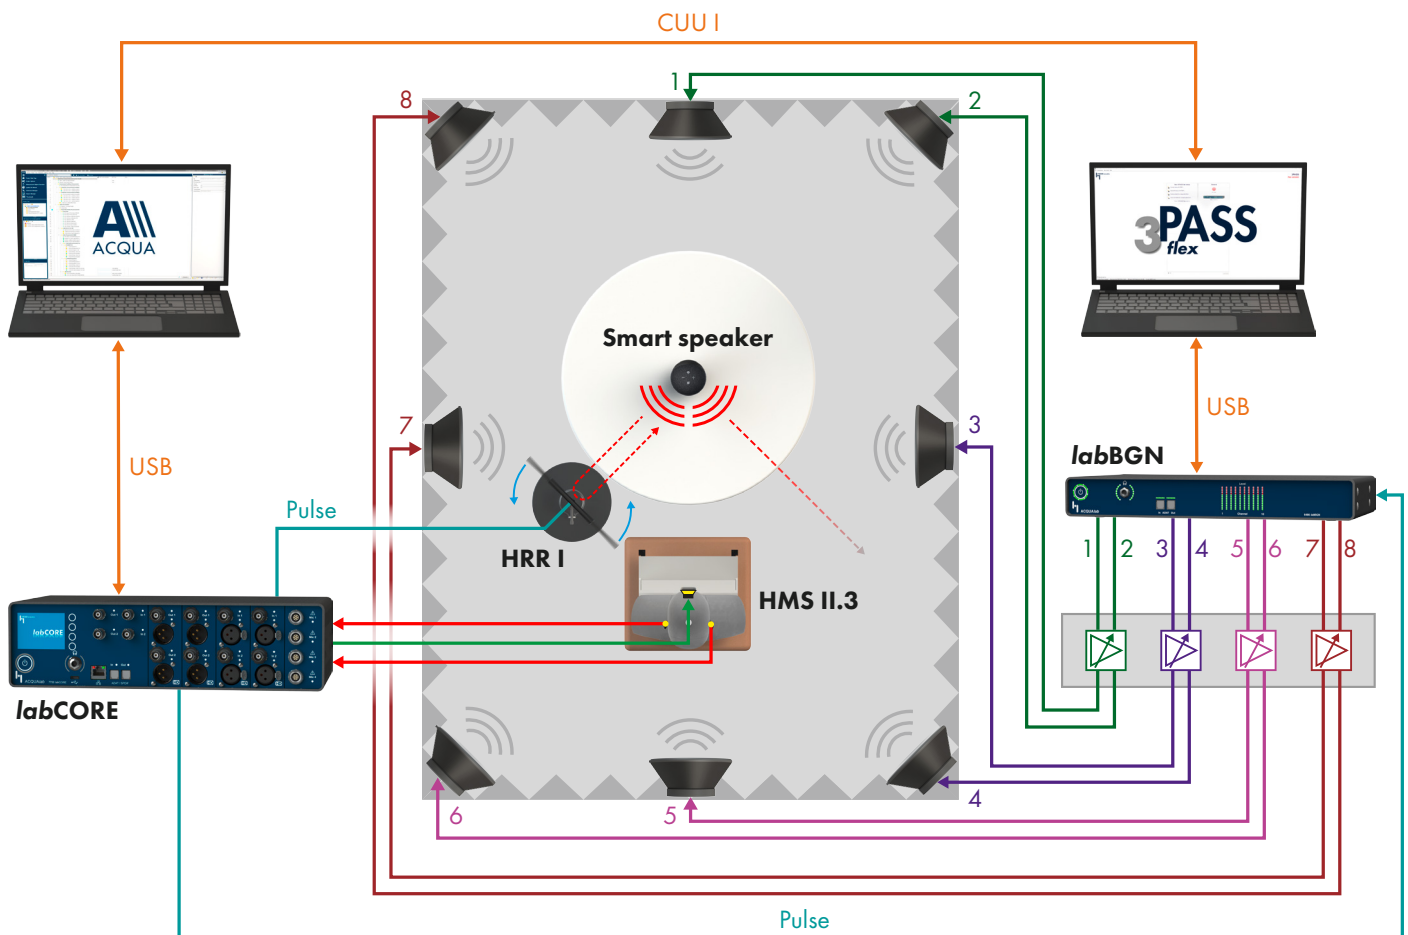 CUU I
1
8
2
ACQUA
3PASS
flex
Smart speaker
7
3
USB
USB
labBGN
Pulse
HRR I
1
2
3
4
5
6
7
8
HMS II.3
labCORE
labCORE
6
5
4
Pulse